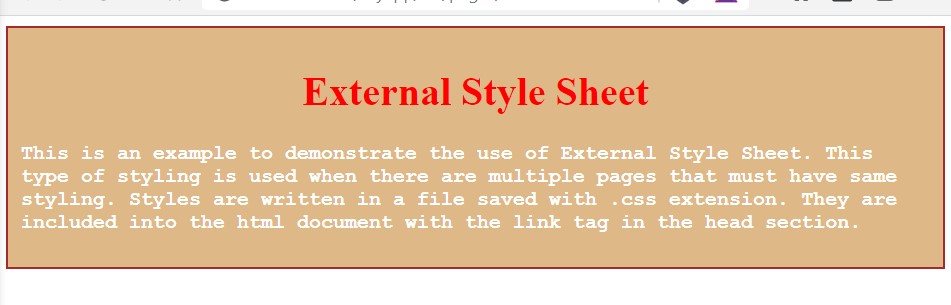 External Style Sheet
This is an example to demonstrate the use of External Style Sheet. This
type of styling is used when there are multiple pages that must have same
styling. Styles are written in a file saved with .css extension. They are
included into the html document with the link tag in the head section.